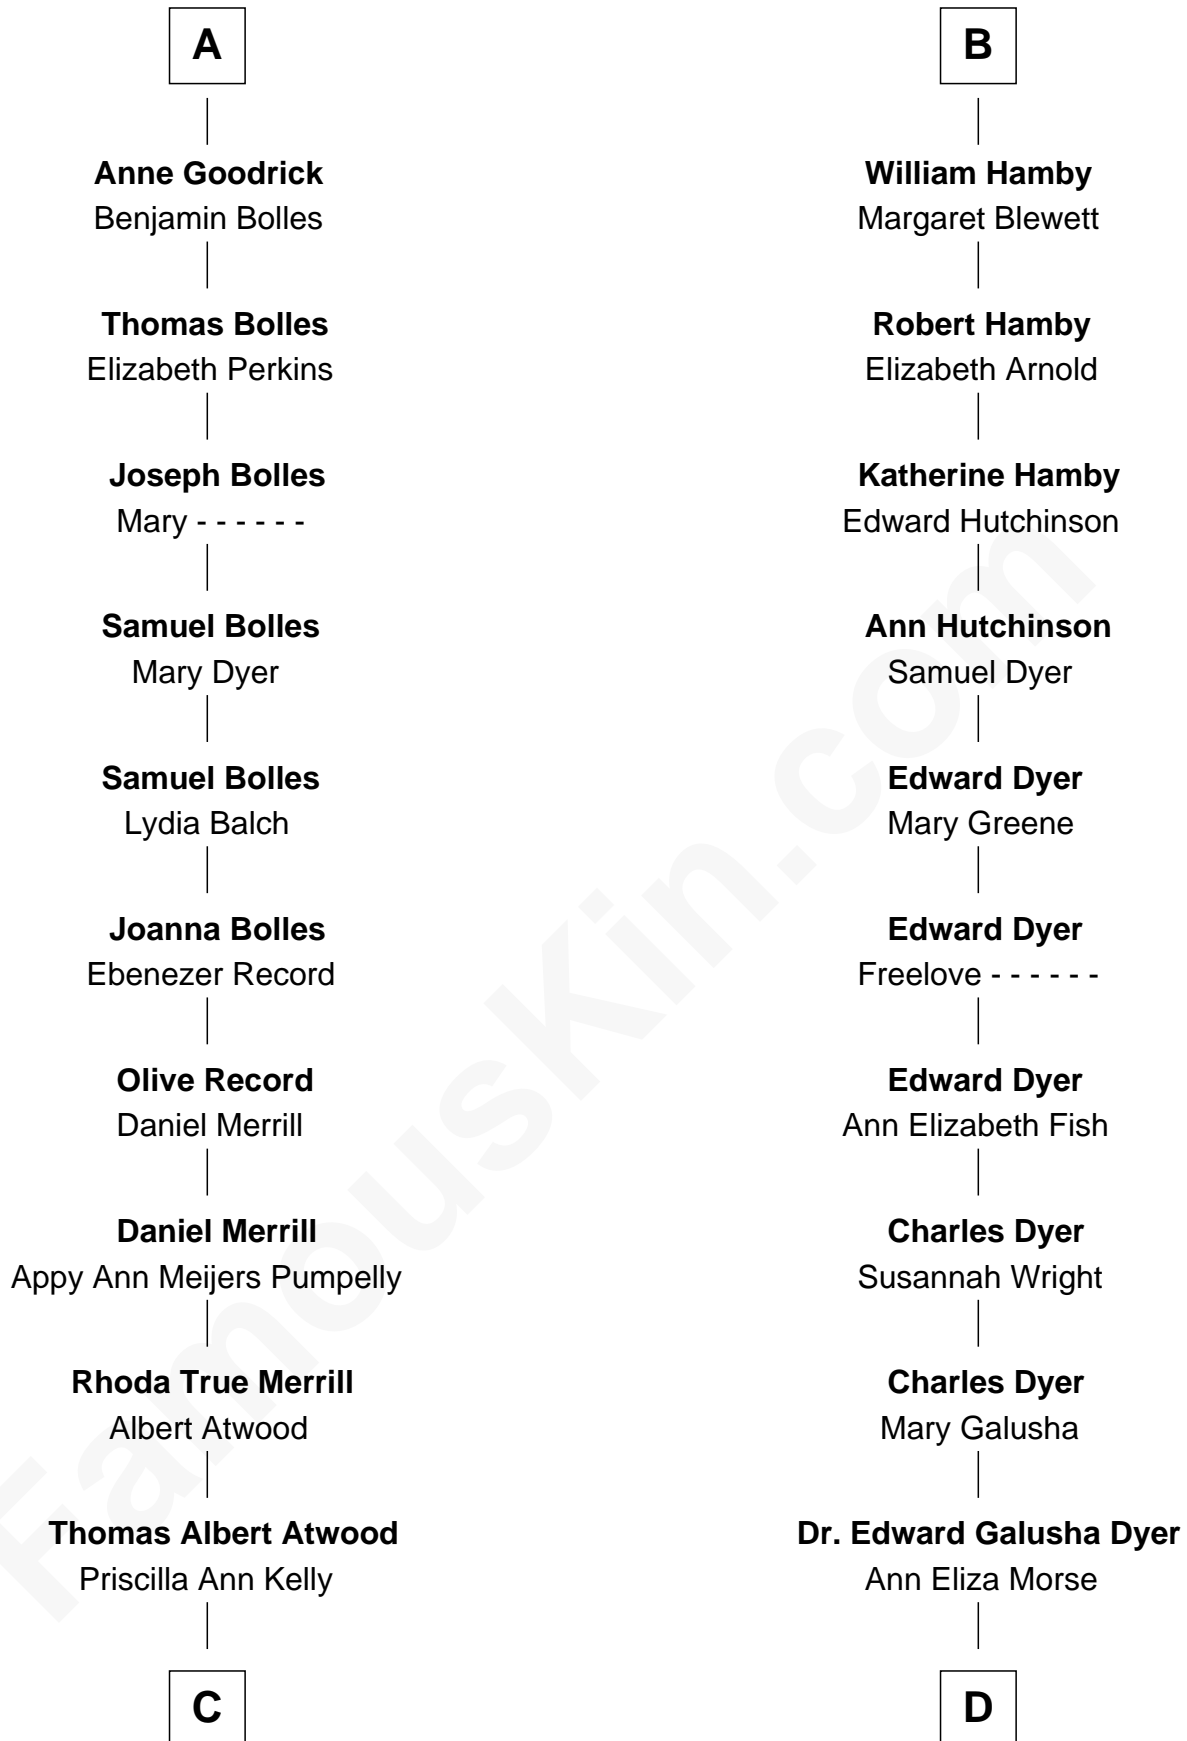 A
Anne Goodrick
Benjamin Bolles
Thomas Bolles
Elizabeth Perkins
Joseph Bolles
Mary - - - - - -
Samuel Bolles
Mary Dyer
Samuel Bolles
Lydia Balch
Joanna Bolles
Ebenezer Record
Olive Record
Daniel Merrill
Daniel Merrill
Appy Ann Meijers Pumpelly
Rhoda True Merrill
Albert Atwood
Thomas Albert Atwood
Priscilla Ann Kelly
C
B
William Hamby
Margaret Blewett
Robert Hamby
Elizabeth Arnold
Katherine Hamby
Edward Hutchinson
Ann Hutchinson
Samuel Dyer
Edward Dyer
Mary Greene
Edward Dyer
Freelove - - - - - -
Edward Dyer
Ann Elizabeth Fish
Charles Dyer
Susannah Wright
Charles Dyer
Mary Galusha
Dr. Edward Galusha Dyer
Ann Eliza Morse
D
FamousKin.com